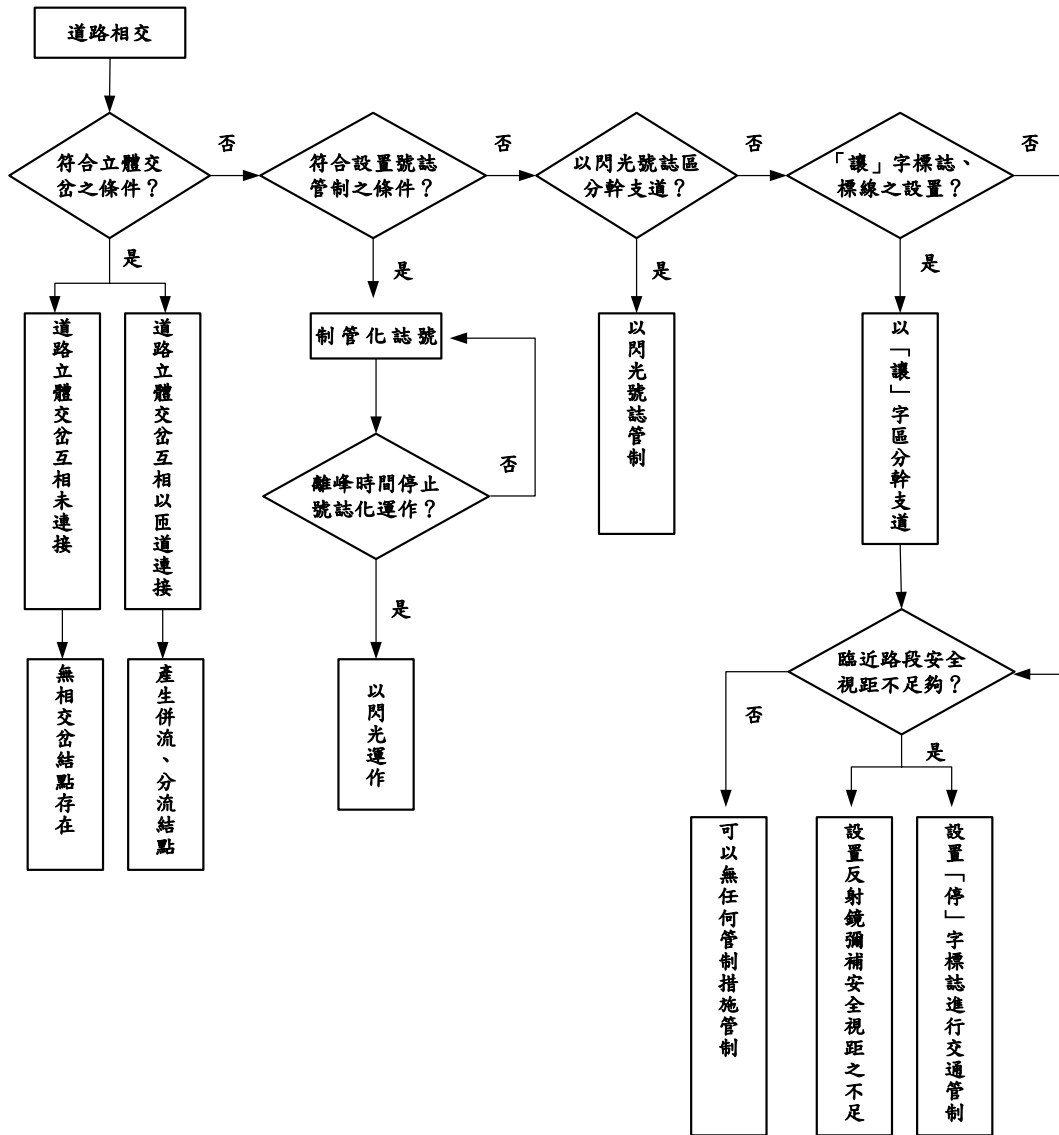 道路相交
符合立體交
岔之條件？
否
是
符合設置號誌
管制之條件？
否
是
以閃光號誌區
分幹支道？
否
是
「讓」字標誌、
標線之設置？
否
是
道路立體交岔互相未連接
道路立體交岔互相以匝道連接
制管化誌號
離峰時間停止
號誌化運作？
否
是
以閃光號誌管制
以「讓」字區分幹支道
無相交岔結點存在
產生併流、分流結點
以閃光運作
臨近路段安全
視距不足夠？
否
是
可以無任何管制措施管制
設置反射鏡彌補安全視距之不足
設置「停」字標誌進行交通管制